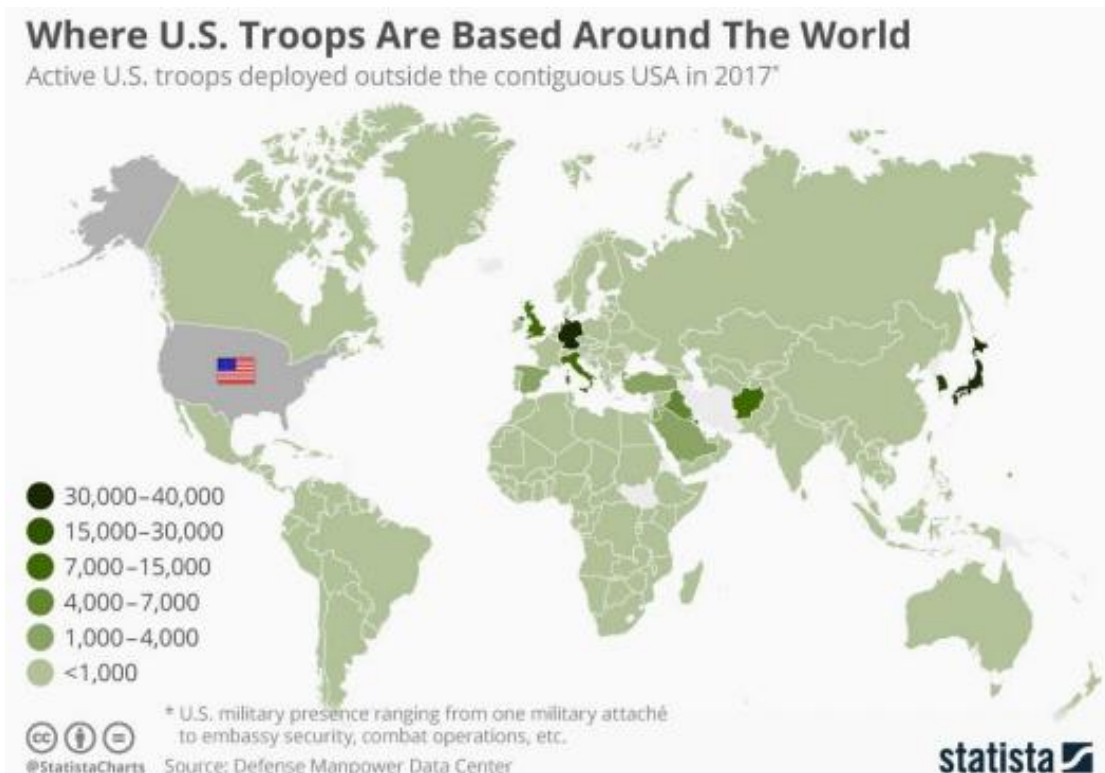 Where U.S. Troops Are Based Around The World
Active U.S. troops deployed outside the contiguous USA in 2017*
30,000–40,000
15,000–30,000
7,000–15,000
4,000–7,000
1,000–4,000
<1,000
* U.S. military presence ranging from one military attaché
to embassy security, combat operations, etc.
cc
@StatistaCharts Source: Defense Manpower Data Center
statista